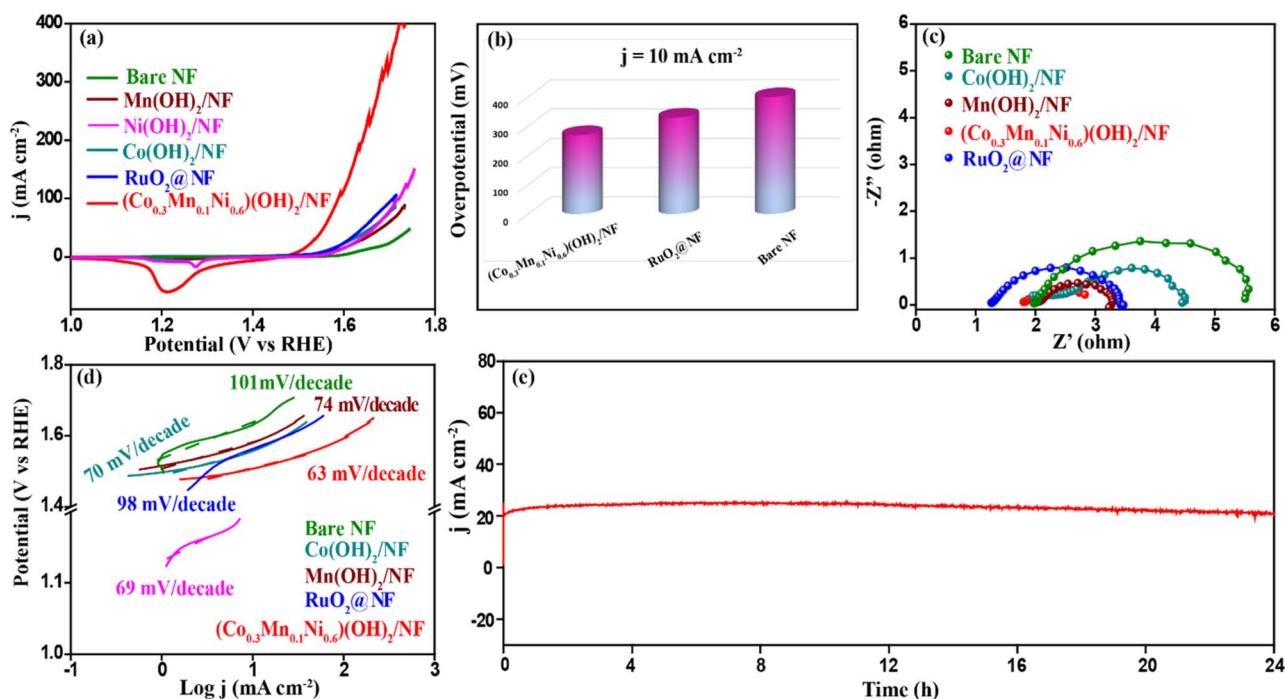 (a)
400
300
200
100
0
j (mA cm-2)
Bare NF
Mn(OH)2/NF
Ni(OH)2/NF
Co(OH)2/NF
RuO2@NF
(Co0.3Mn0.1Ni0.6)(OH)2/NF
1.0 1.2 1.4 1.6 1.8
Potential (V vs RHE)
(b)
j = 10 mA cm-2
Overpotential (mV)
400
300
200
100
0
(Co0.3Mn0.1Ni0.6)(OH)2/NF
RuO2@NF
Bare NF
(c)
-6
-5
-4
-3
-2
-1
0
-Z" (ohm)
Bare NF
Co(OH)2/NF
Mn(OH)2/NF
(Co0.3Mn0.1Ni0.6)(OH)2/NF
RuO2@NF
0 1 2 3 4 5 6
Z' (ohm)
(d)
1.8
1.6
1.4
1.1
1.0
Potential (V vs RHE)
101mV/decade
74 mV/decade
70 mV/decade
63 mV/decade
98 mV/decade
69 mV/decade
Bare NF
Co(OH)2/NF
Mn(OH)2/NF
RuO2@NF
(Co0.3Mn0.1Ni0.6)(OH)2/NF
-1 0 1 2 3
Log j (mA cm-2)
(e)
80
60
40
20
0
-20
j (mA cm-2)
0 4 8 12 16 20 24
Time (h)